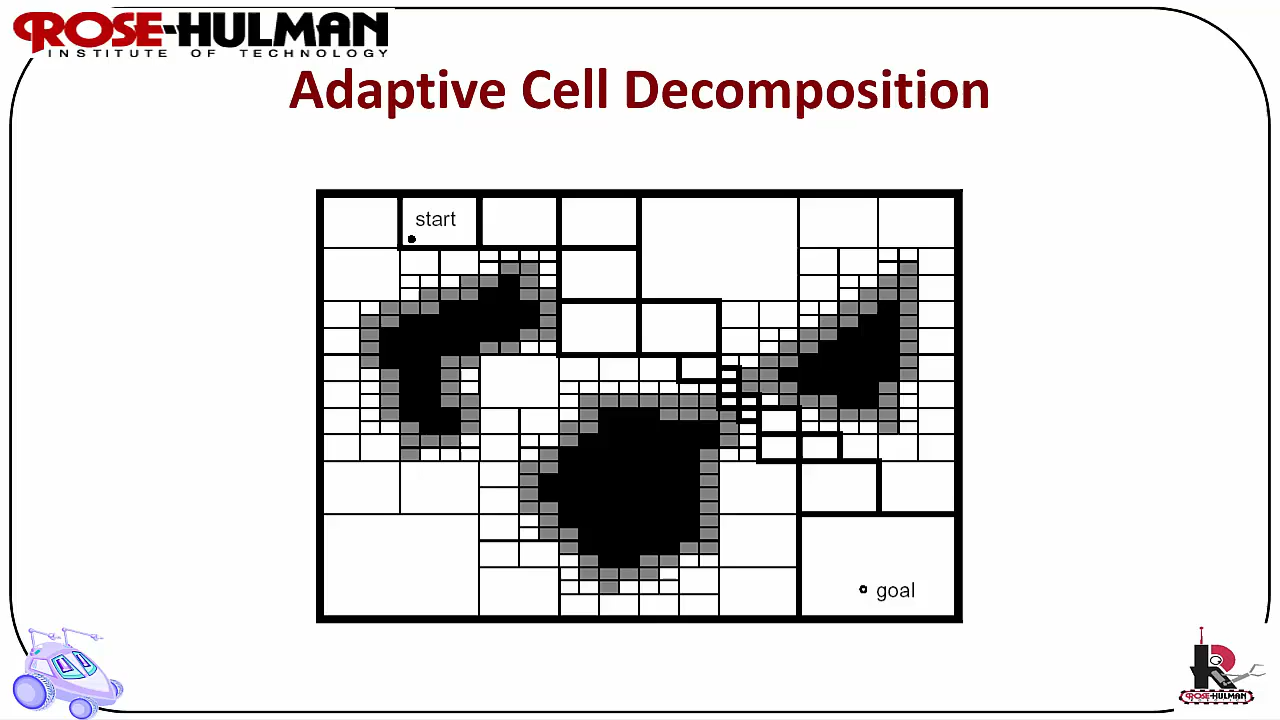 ROSE-HULMAN
INSTITUTE OF TECHNOLOGY
Adaptive Cell Decomposition
start
goal
ROSE-HULMAN